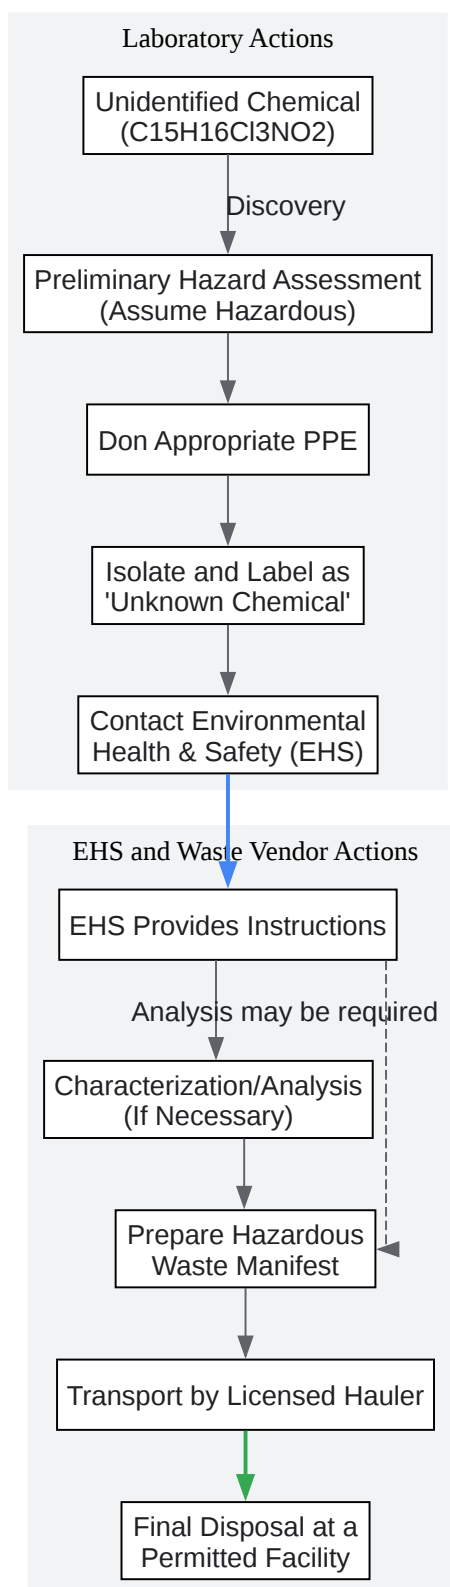 Laboratory Actions
Unidentified Chemical
(C15H16Cl3NO2)
Discovery
Preliminary Hazard Assessment
(Assume Hazardous)
Don Appropriate PPE
Isolate and Label as
'Unknown Chemical'
Contact Environmental
Health & Safety (EHS)
EHS and Waste Vendor Actions
EHS Provides Instructions
Analysis may be required
Characterization/Analysis
(If Necessary)
Prepare Hazardous
Waste Manifest
Transport by Licensed Hauler
Final Disposal at a
Permitted Facility